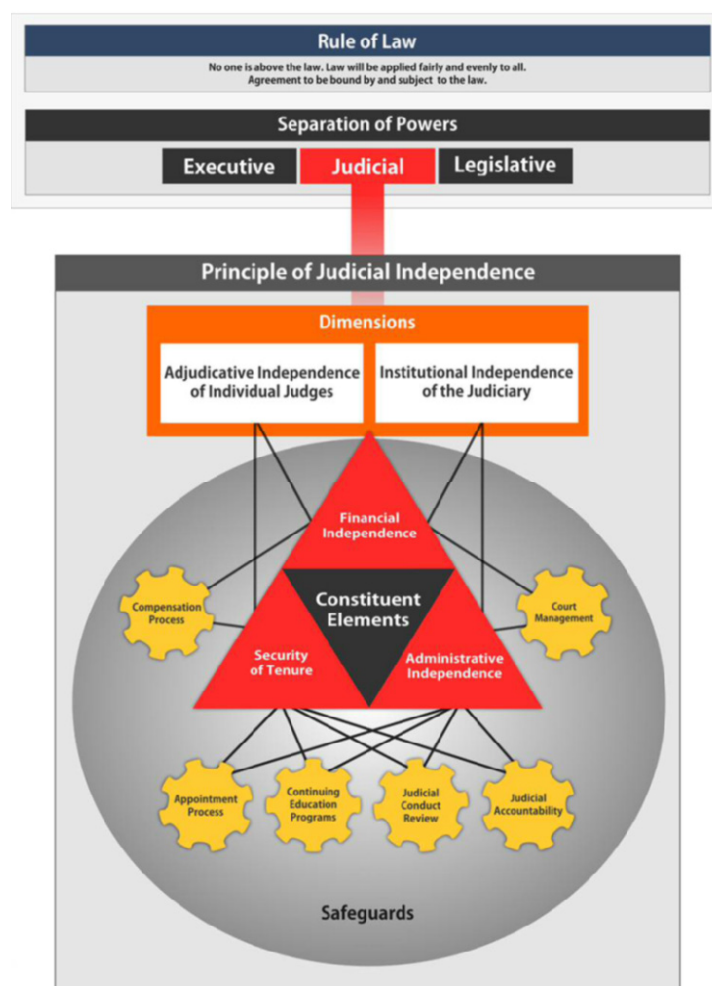 Rule of Law
No one is above the law. Law will be applied fairly and evenly to all.
Agreement to be bound by and subject to the law.
Separation of Powers
Executive
Judicial
Legislative
Principle of Judicial Independence
Dimensions
Adjudicative Independence
of Individual Judges
Institutional Independence
of the Judiciary
Financial
Independence
Compensation
Process
Constituent
Elements
Court
Management
Security
of Tenure
Administrative
Independence
Appointment
Process
Continuing
Education
Programs
Judicial
Conduct
Review
Judicial
Accountability
Safeguards